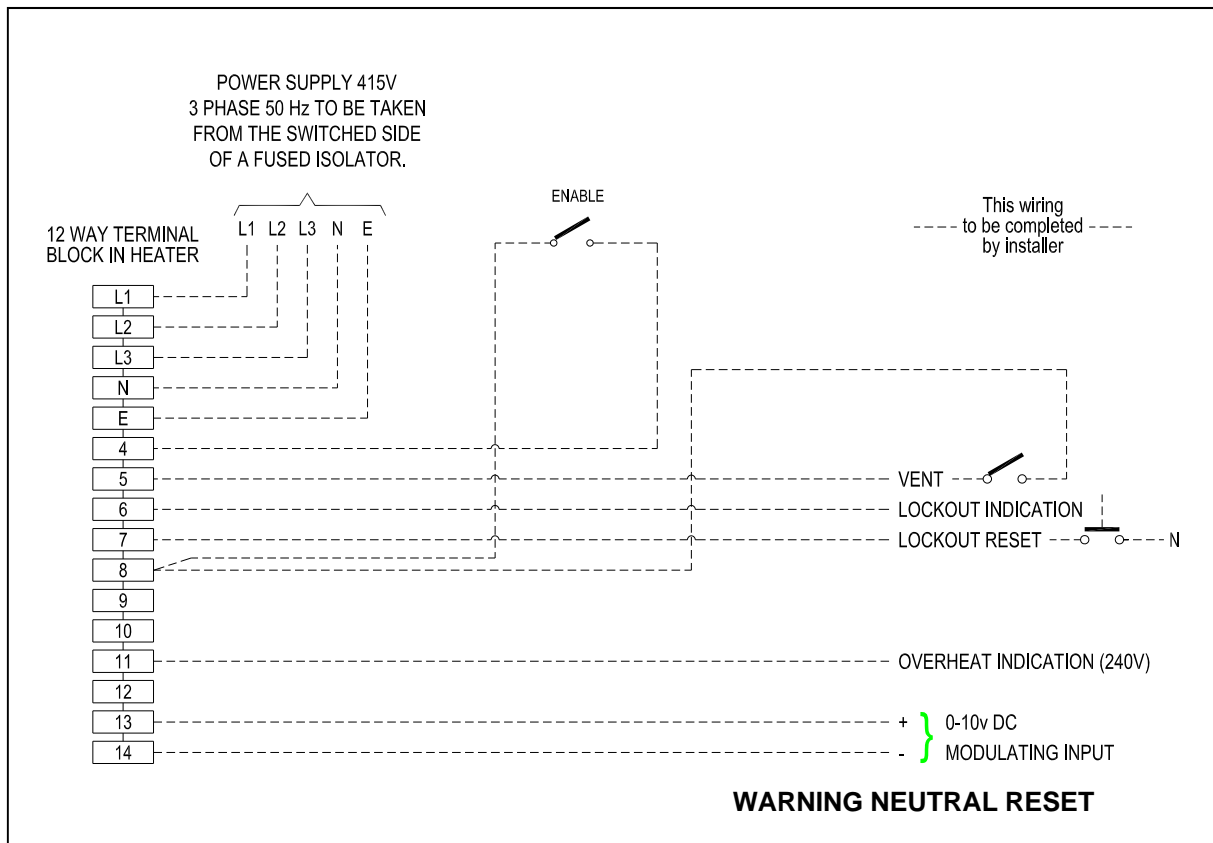 POWER SUPPLY 415V
3 PHASE 50 Hz TO BE TAKEN
FROM THE SWITCHED SIDE
OF A FUSED ISOLATOR.
L1 L2 L3 N E
12 WAY TERMINAL
BLOCK IN HEATER
ENABLE
This wiring
to be completed
by installer
L1
L2
L3
N
E
4
5 VENT
6 LOCKOUT INDICATION
7 LOCKOUT RESET N
8
9
10
11 OVERHEAT INDICATION (240V)
12
13 + 0-10v DC
14 - MODULATING INPUT
WARNING NEUTRAL RESET